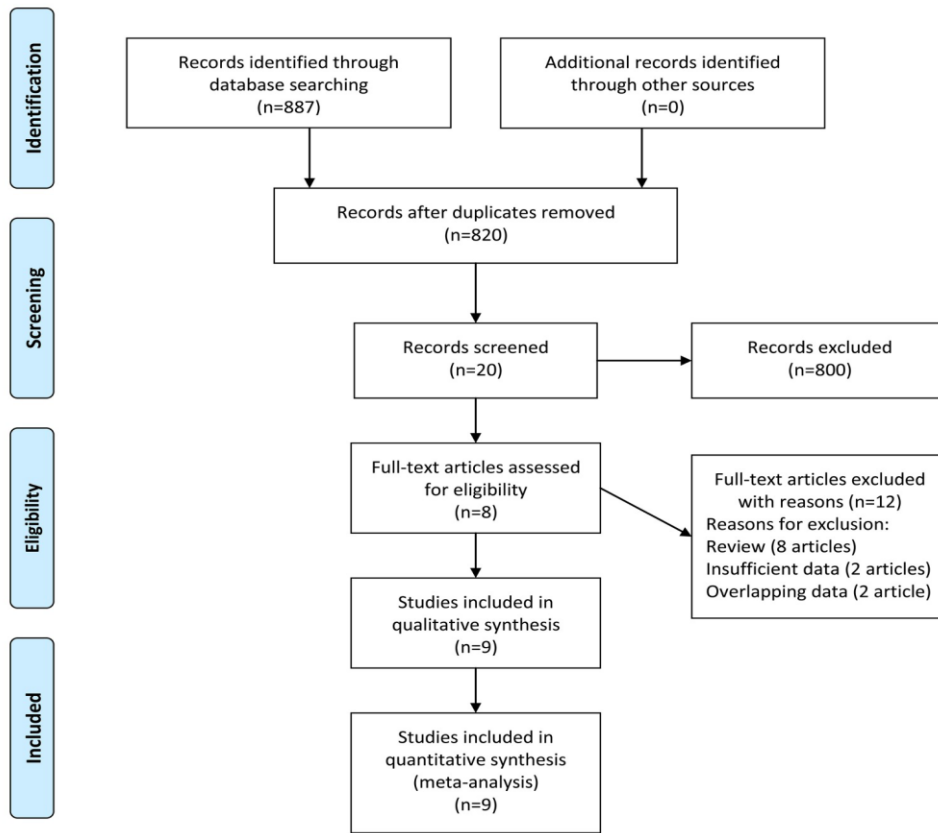 Identification
Records identified through
database searching
(n=887)
Additional records identified
through other sources
(n=0)
Records after duplicates removed
(n=820)
Screening
Records screened
(n=20)
Records excluded
(n=800)
Eligibility
Full-text articles assessed
for eligibility
(n=8)
Full-text articles excluded
with reasons (n=12)
Reasons for exclusion:
Review (8 articles)
Insufficient data (2 articles)
Overlapping data (2 article)
Studies included in
qualitative synthesis
(n=9)
Included
Studies included in
quantitative synthesis
(meta-analysis)
(n=9)